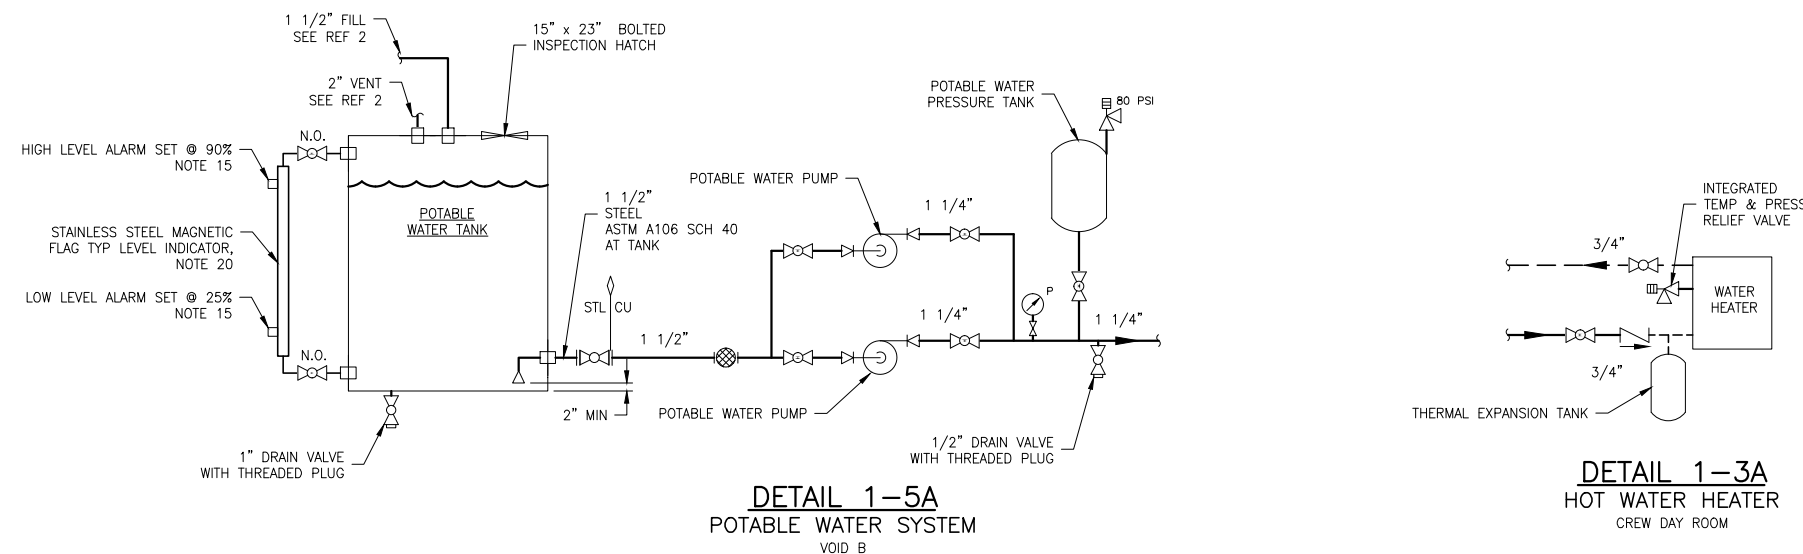 1 1/2” FILL
SEE REF 2
2” VENT
SEE REF 2
15” x 23” BOLTED
INSPECTION HATCH
N.O.
HIGH LEVEL ALARM SET @ 90%
NOTE 15
STAINLESS STEEL MAGNETIC
FLAG TYP LEVEL INDICATOR,
NOTE 20
LOW LEVEL ALARM SET @ 25%
NOTE 15
N.O.
POTABLE
WATER TANK
1 1/2”
STEEL
ASTM A106 SCH 40
AT TANK
STL CU
1 1/2”
2” MIN
1” DRAIN VALVE
WITH THREADED PLUG
POTABLE WATER PUMP
POTABLE WATER PUMP
1 1/4”
1 1/4”
POTABLE WATER
PRESSURE TANK
80 PSI
P
1 1/4”
1/2” DRAIN VALVE
WITH THREADED PLUG
DETAIL 1-5A
POTABLE WATER SYSTEM
VOID B
INTEGRATED
TEMP & PRESS
RELIEF VALVE
3/4”
WATER
HEATER
3/4”
THERMAL EXPANSION TANK
DETAIL 1-3A
HOT WATER HEATER
CREW DAY ROOM